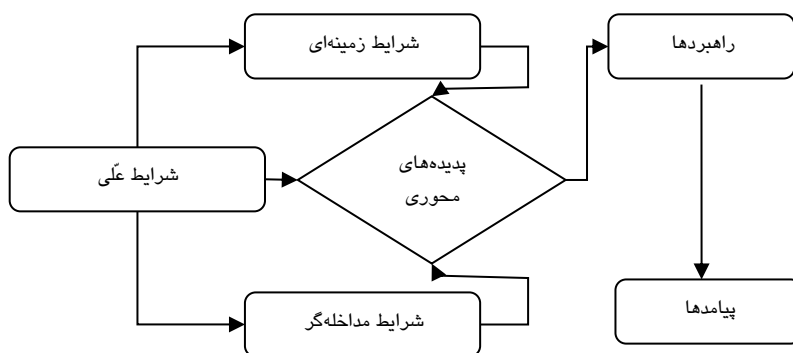 شرایط زمینه‌ای
راهبردها
شرایط علّی
پدیده‌های
محوری
پیامدها
شرایط مداخله‌گر